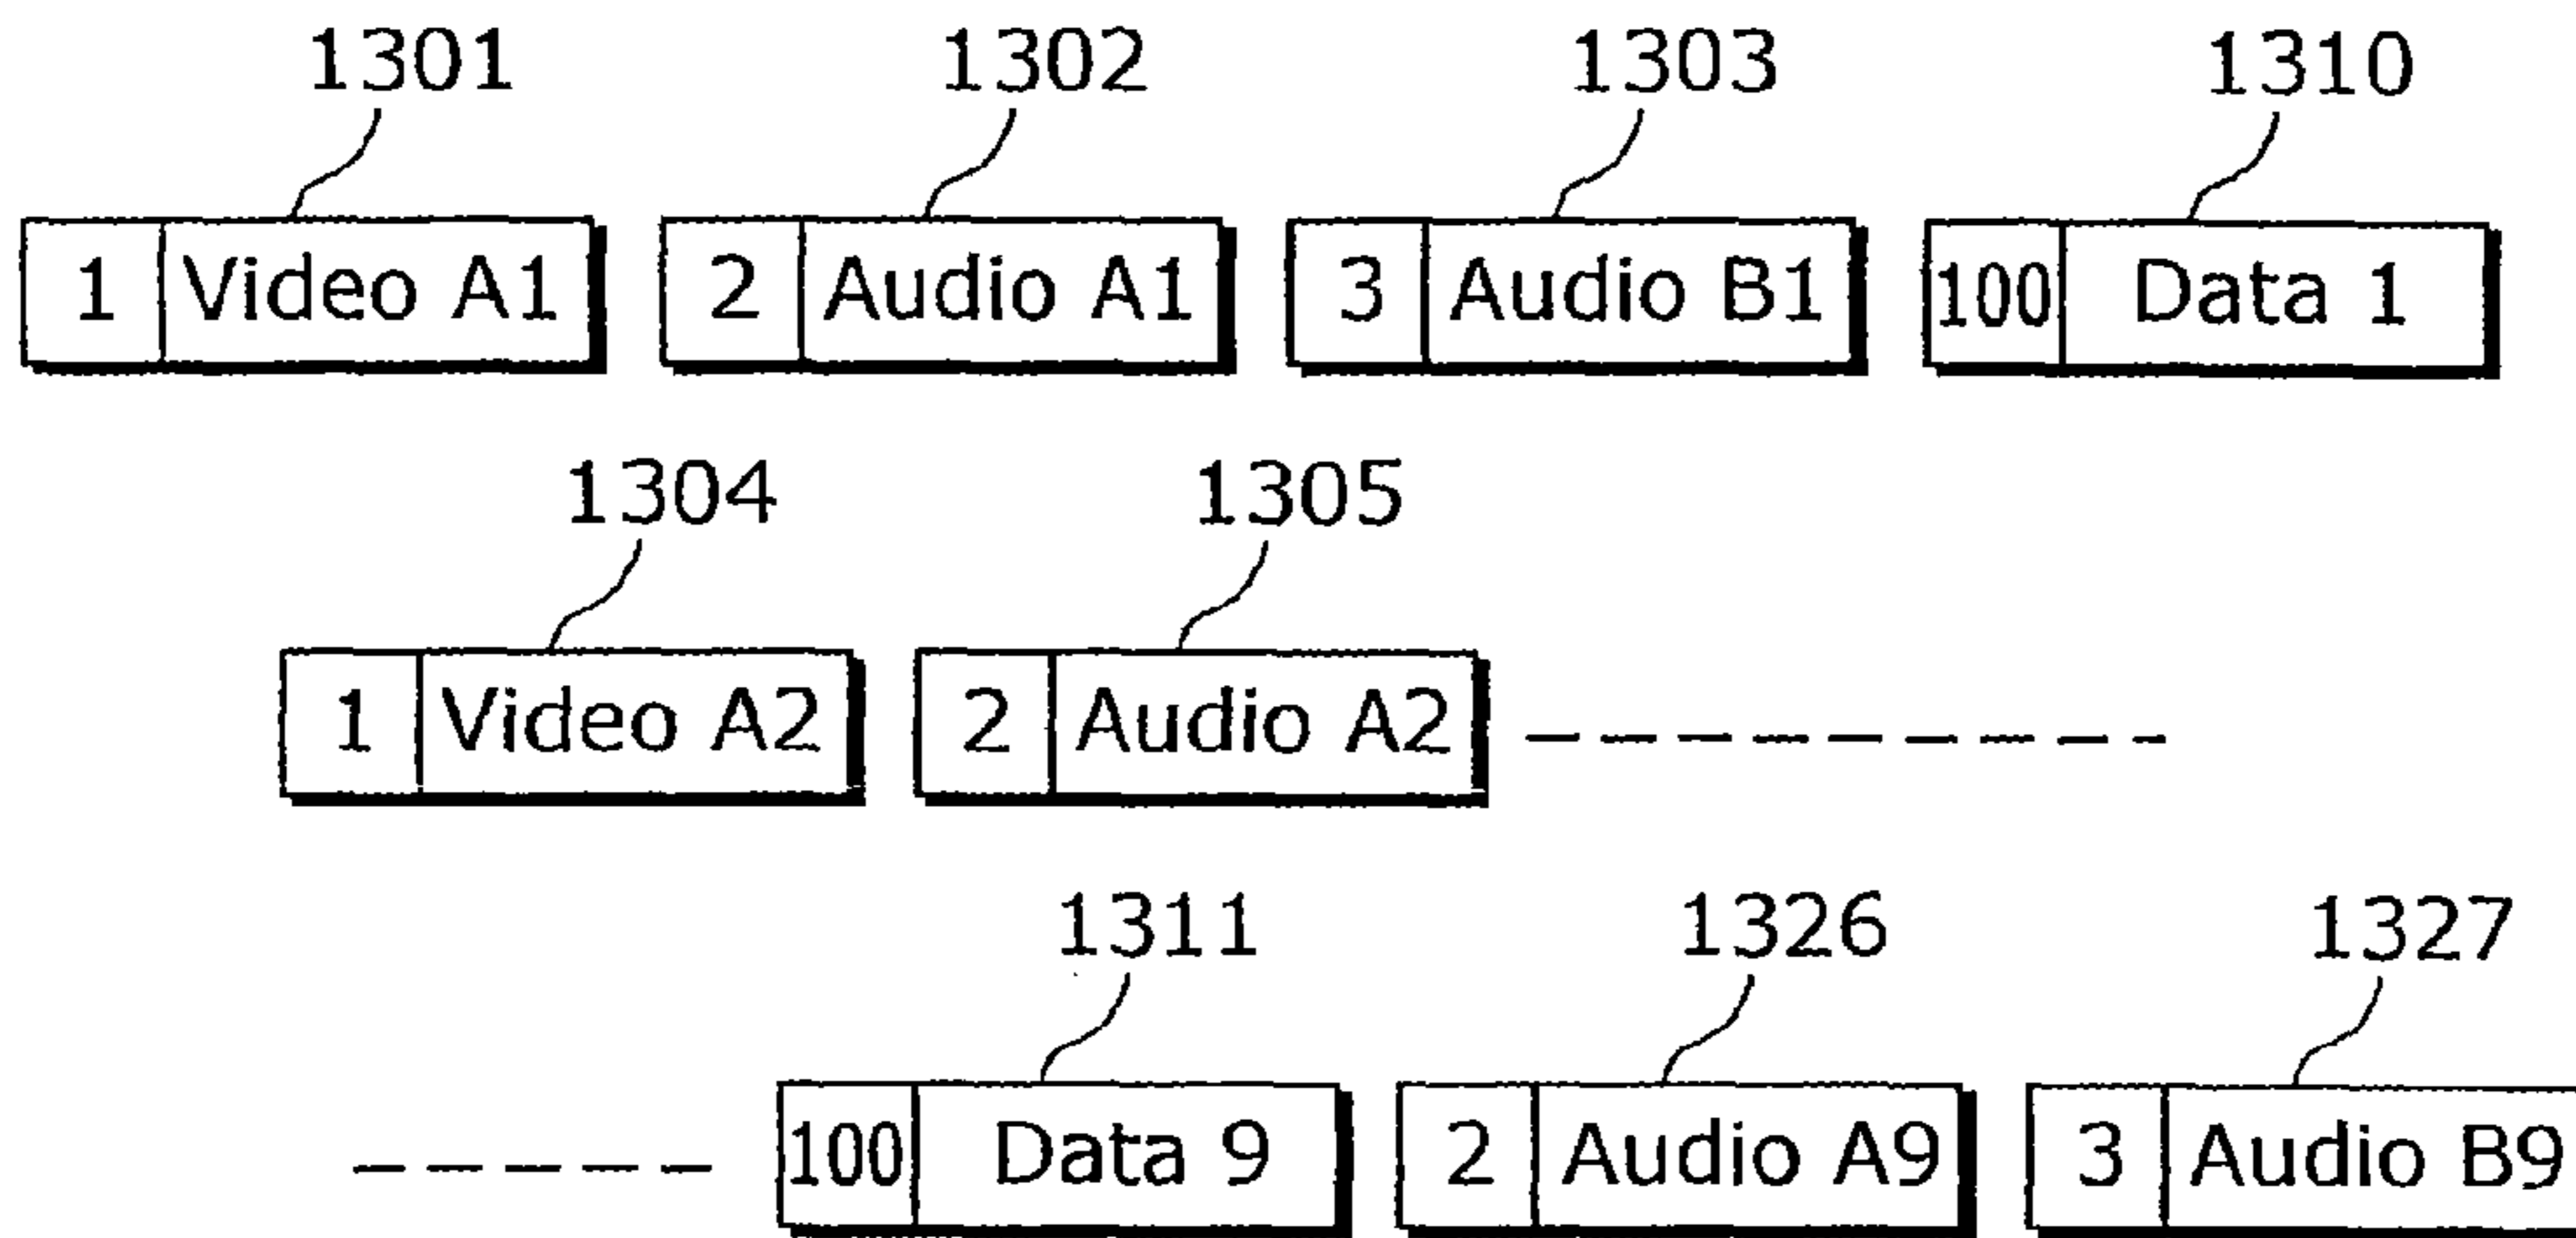 1301 1302 1303 1310
1 Video A1 2 Audio A1 3 Audio B1 100 Data 1
1304 1305
1 Video A2 2 Audio A2
1311 1326 1327
100 Data 9 2 Audio A9 3 Audio B9